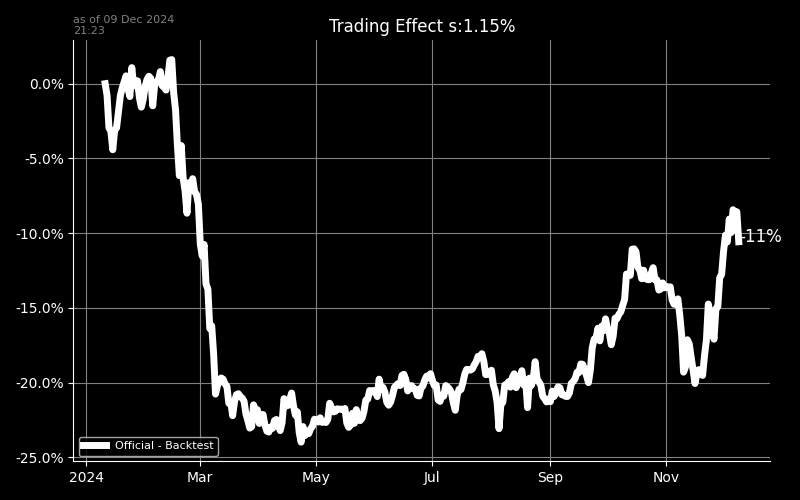 as of 09 Dec 2024
21:23
Trading Effect s:1.15%
0.0%
-5.0%
-10.0%
-11%
-15.0%
-20.0%
-25.0%
Official - Backtest
2024 Mar May Jul Sep Nov